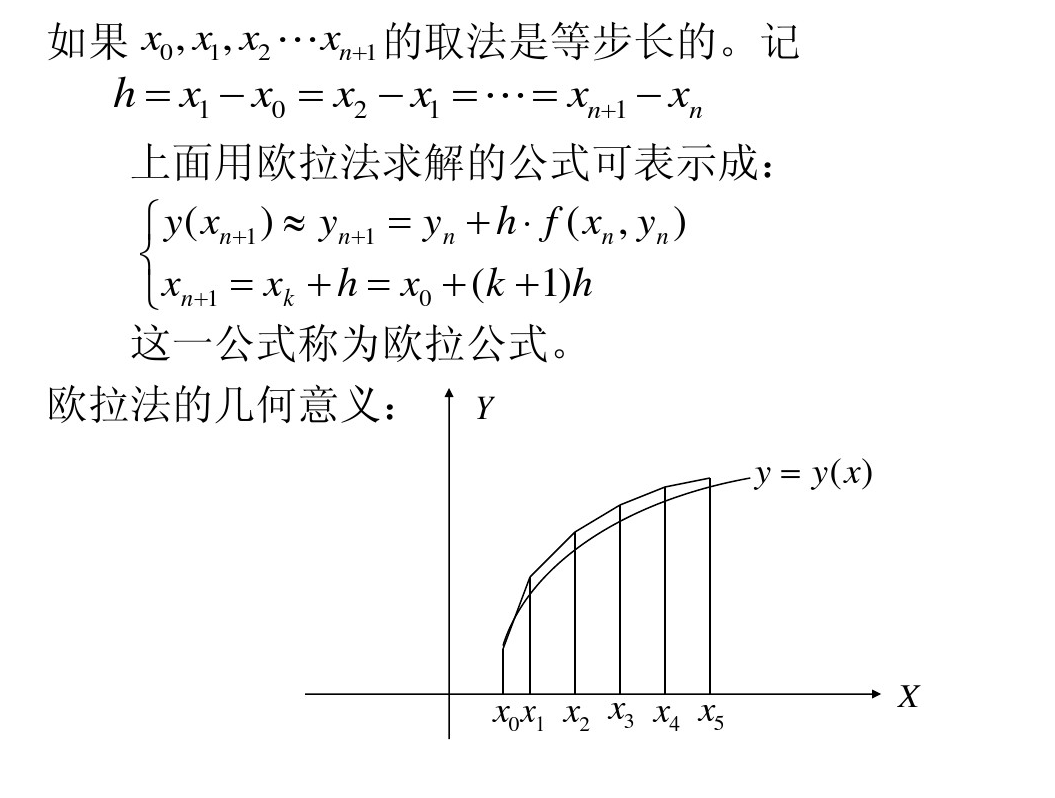 如果 x₀, x₁, x₂ ⋯ xₙ₊₁ 的取法是等步长的。记
h = x₁ − x₀ = x₂ − x₁ = ⋯ = xₙ₊₁ − xₙ
上面用欧拉法求解的公式可表示成：
y(xₙ₊₁) ≈ yₙ₊₁ = yₙ + h · f(xₙ, yₙ)
xₙ₊₁ = xₖ + h = x₀ + (k + 1)h
这一公式称为欧拉公式。
欧拉法的几何意义：
Y
y = y(x)
X
x₀ x₁ x₂ x₃ x₄ x₅